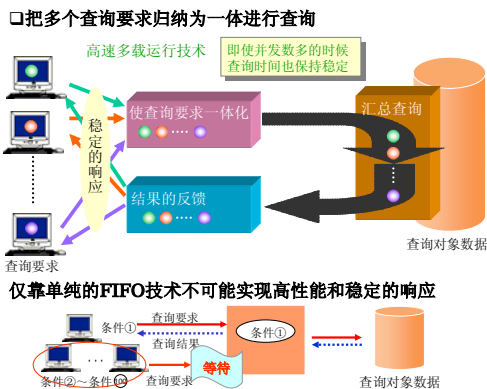 ❑把多个查询要求归纳为一体进行查询
高速多载运行技术
即使并发数多的时候
查询时间也保持稳定
稳定的响应
使查询要求一体化
····
汇总查询
结果的反馈
····
查询要求
查询对象数据
仅靠单纯的FIFO技术不可能实现高性能和稳定的响应
条件①
查询要求
查询结果
条件①
···
等待
条件②～条件⑩⓪
查询要求
查询对象数据